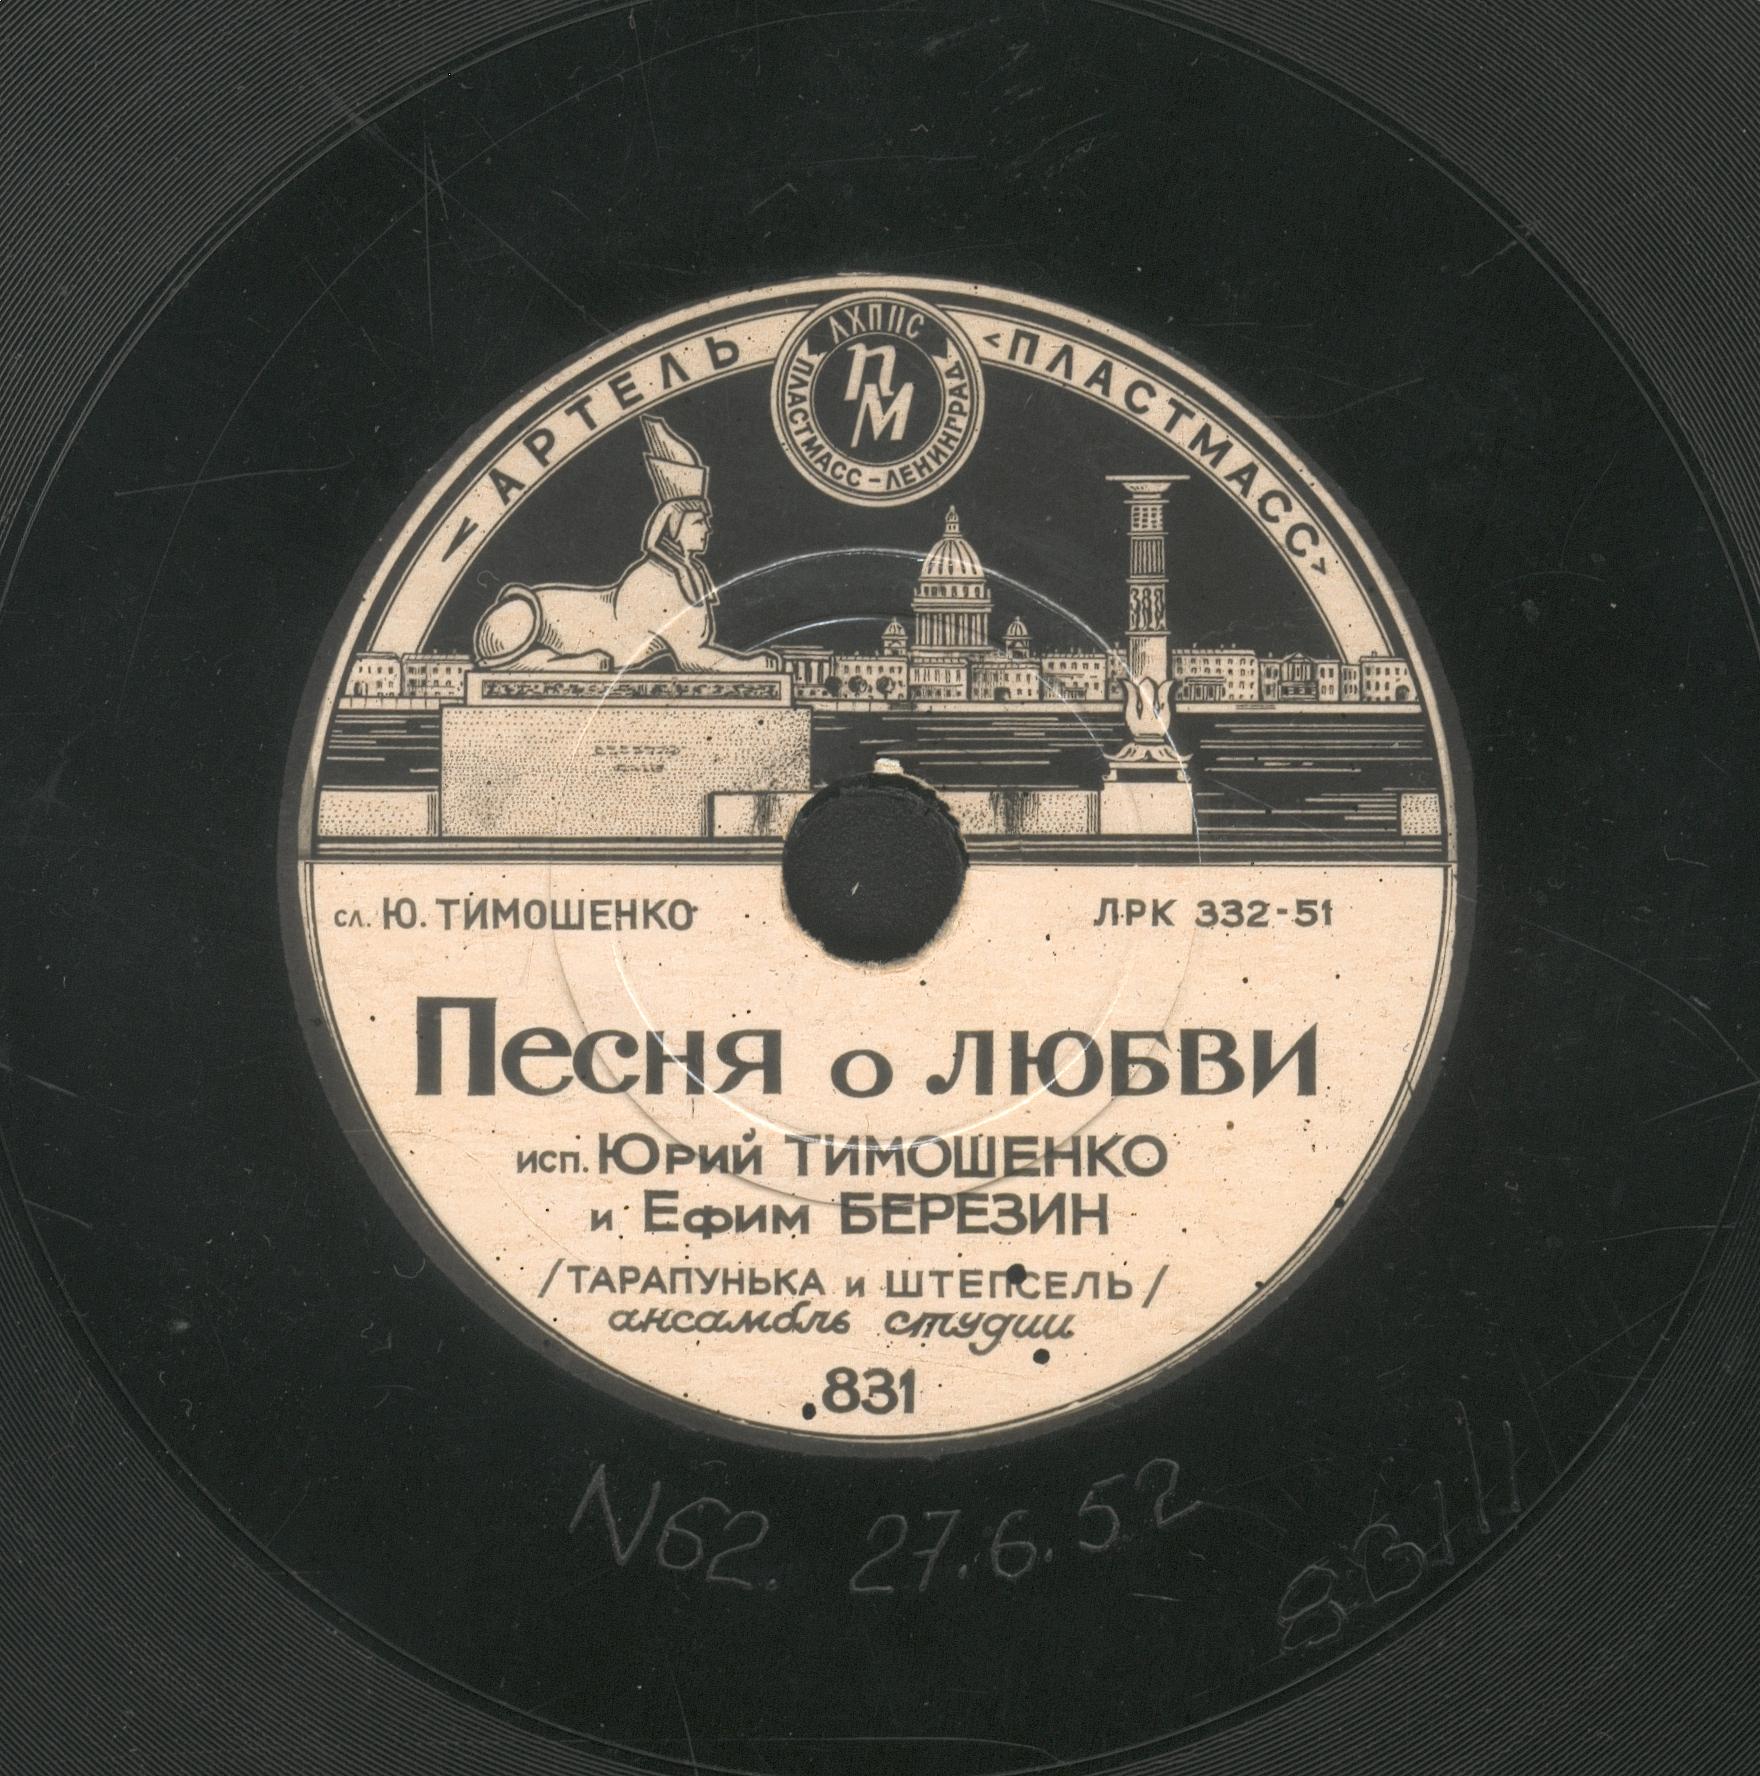 <АРТЕЛЬ <ПЛАСТМАСС>
ЛХППС
ПМ
ПЛАСТМАСС-ЛЕНИНГРАД
сл. Ю. ТИМОШЕНКО
ЛРК 332-51
Песня о любви
исп. Юрий ТИМОШЕНКО
и Ефим БЕРЕЗИН
/ТАРАПУНЬКА и ШТЕПСЕЛЬ/
ансамбль студии
831
N62. 27.6.52